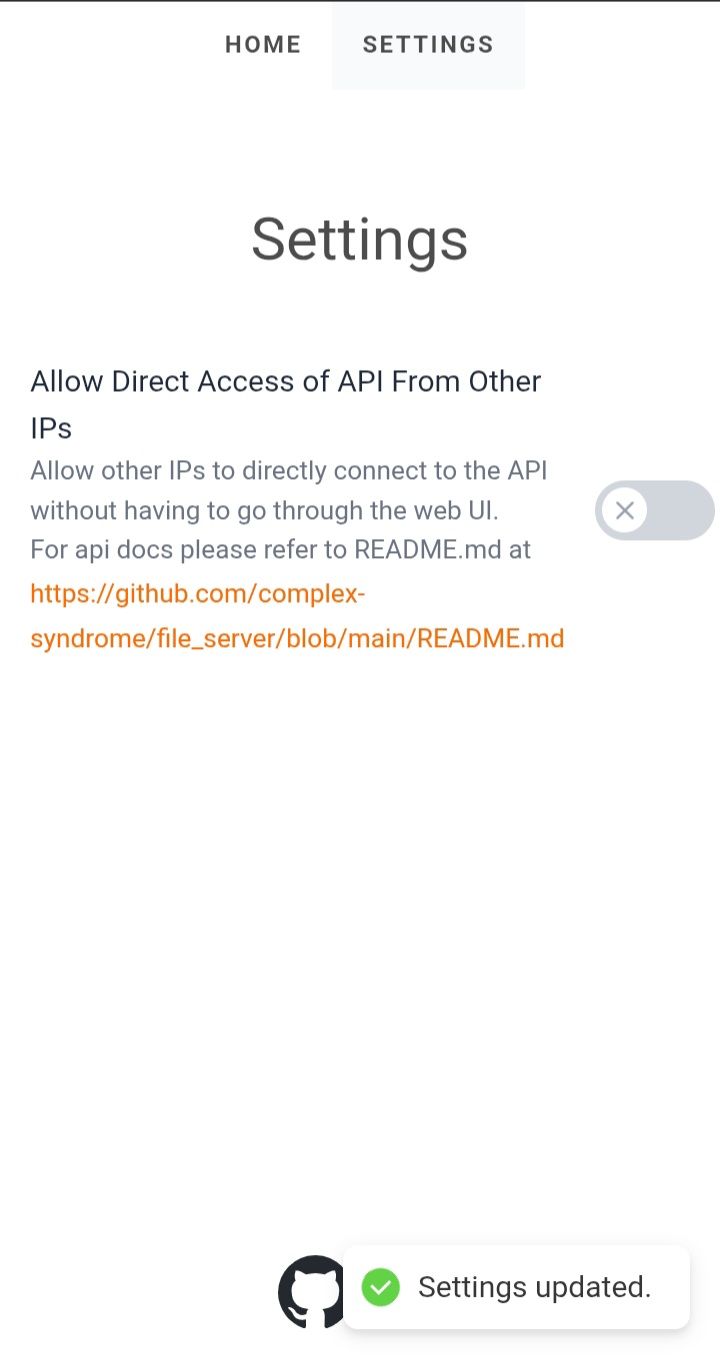 HOME SETTINGS
Settings
Allow Direct Access of API From Other
IPs
Allow other IPs to directly connect to the API
without having to go through the web UI.
For api docs please refer to README.md at
https://github.com/complex-
syndrome/file_server/blob/main/README.md
Settings updated.